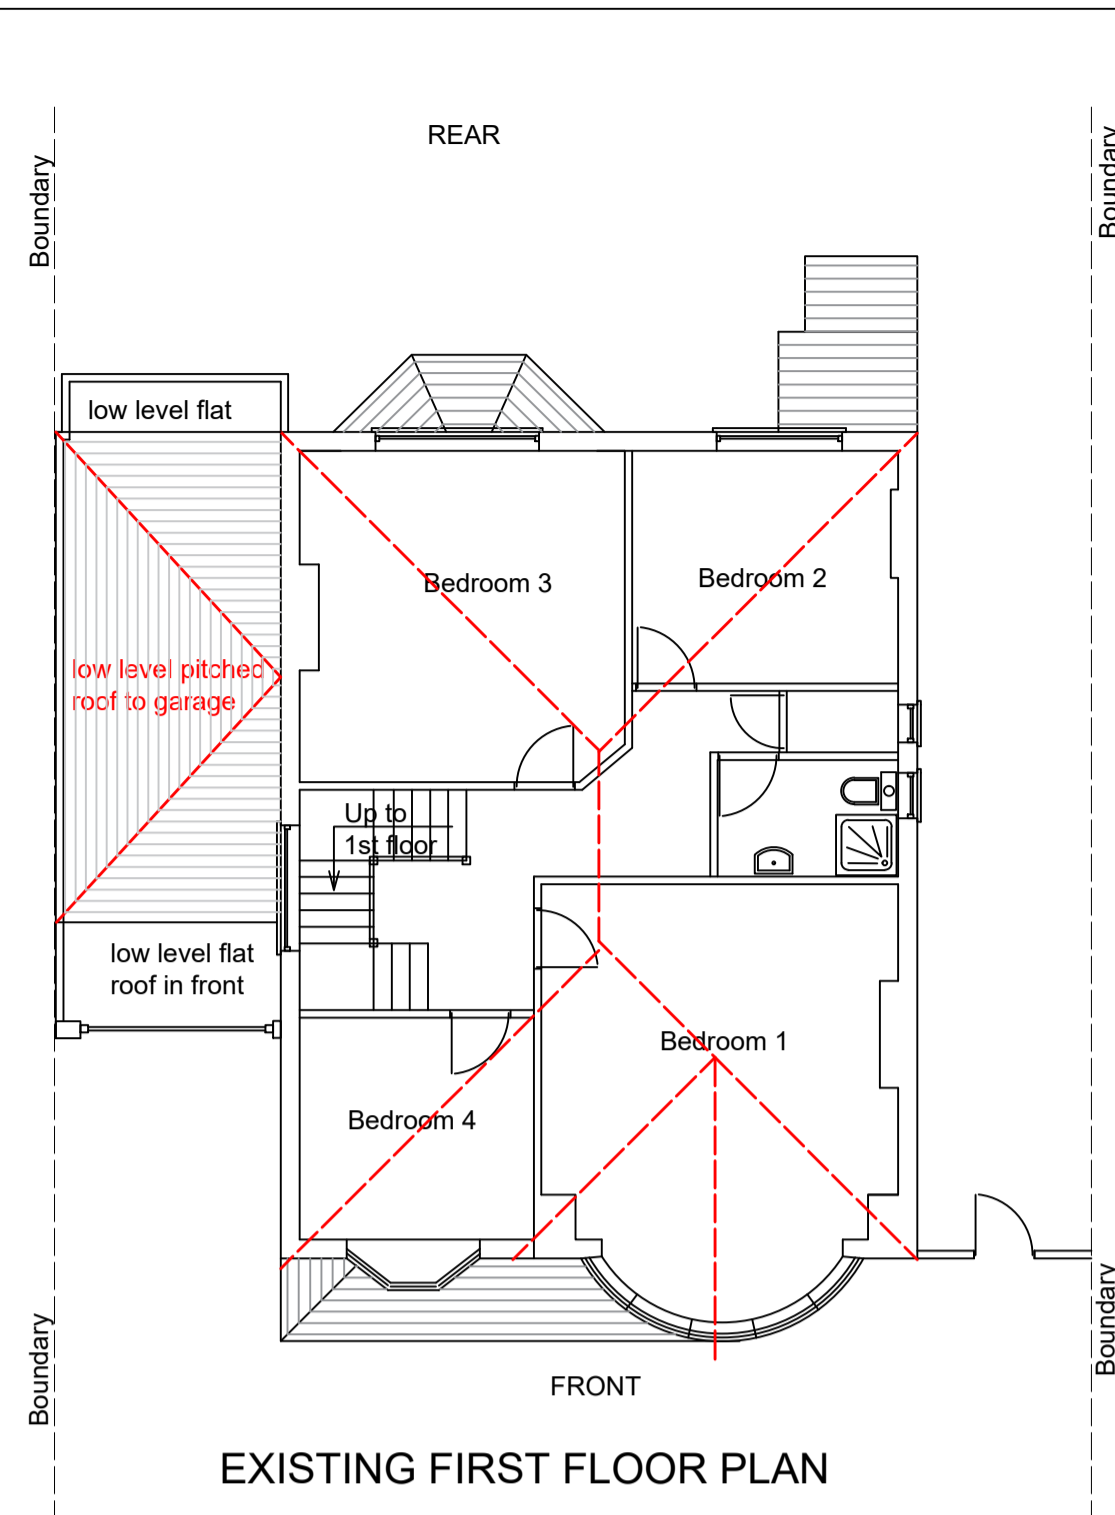 REAR
Boundary
Boundary
low level flat
Bedroom 3
Bedroom 2
low level pitched
roof to garage
Up to
1st floor
low level flat
roof in front
Bedroom 1
Bedroom 4
Boundary
Boundary
FRONT
EXISTING FIRST FLOOR PLAN